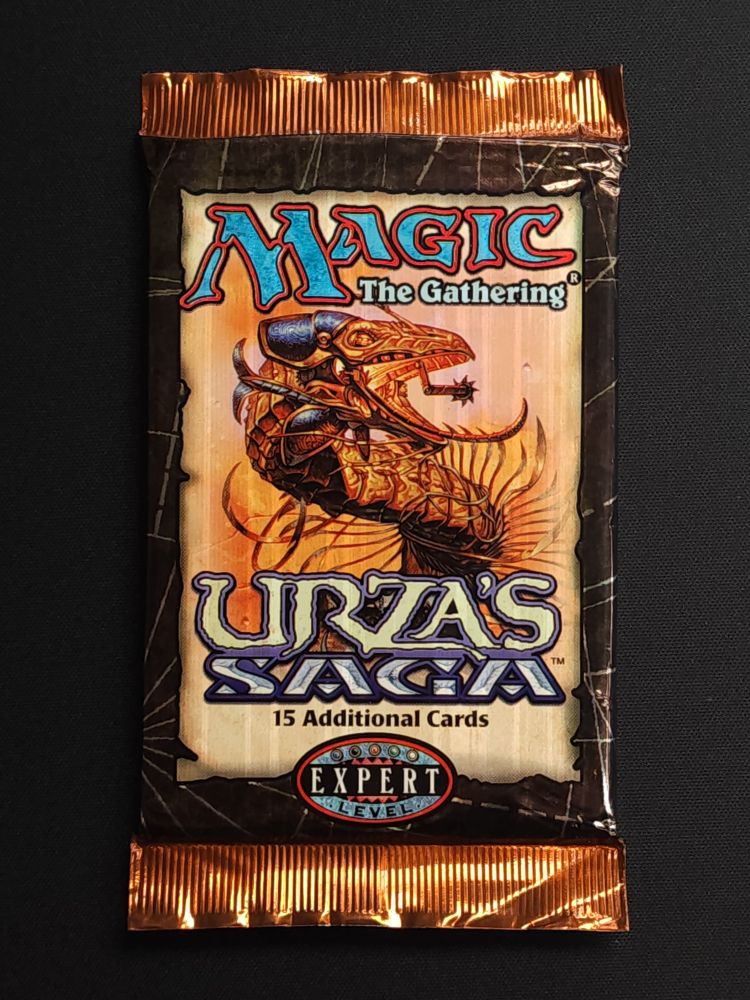 MAGIC
The Gathering®
URZA'S
SAGA™
15 Additional Cards
EXPERT
LEVEL